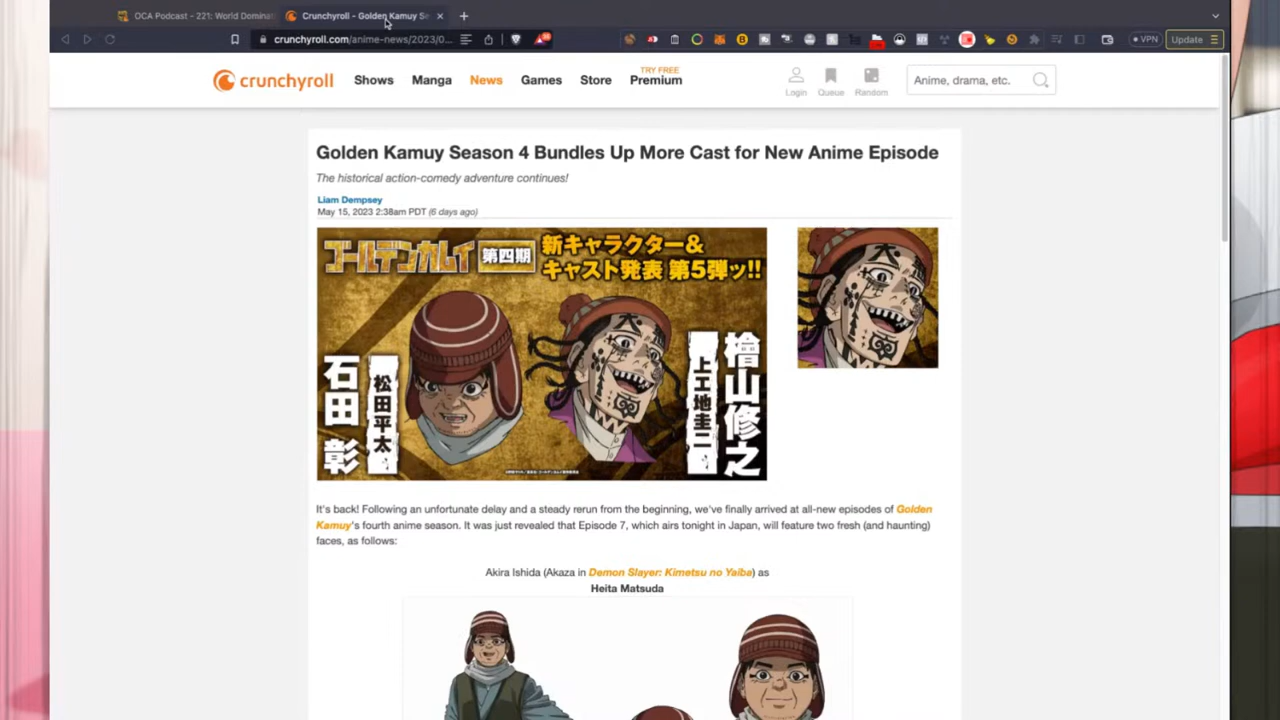 OCA Podcast - 221: World Dominat
Crunchyroll - Golden Kamuy Se
crunchyroll.com/anime-news/2023/0...
VPN
Update
crunchyroll
Shows
Manga
News
Games
Store
TRY FREE
Premium
Login
Queue
Random
Anime, drama, etc.
Golden Kamuy Season 4 Bundles Up More Cast for New Anime Episode
The historical action-comedy adventure continues!
Liam Dempsey
May 15, 2023 2:38am PDT (6 days ago)
ゴールデンカムイ
第四期
新キャラクター&
キャスト発表 第5弾ッ!!
石田 彰
松田平太
上エ地圭二
檜山修之
It's back! Following an unfortunate delay and a steady rerun from the beginning, we've finally arrived at all-new episodes of Golden
Kamuy's fourth anime season. It was just revealed that Episode 7, which airs tonight in Japan, will feature two fresh (and haunting)
faces, as follows:
Akira Ishida (Akaza in Demon Slayer: Kimetsu no Yaiba) as
Heita Matsuda